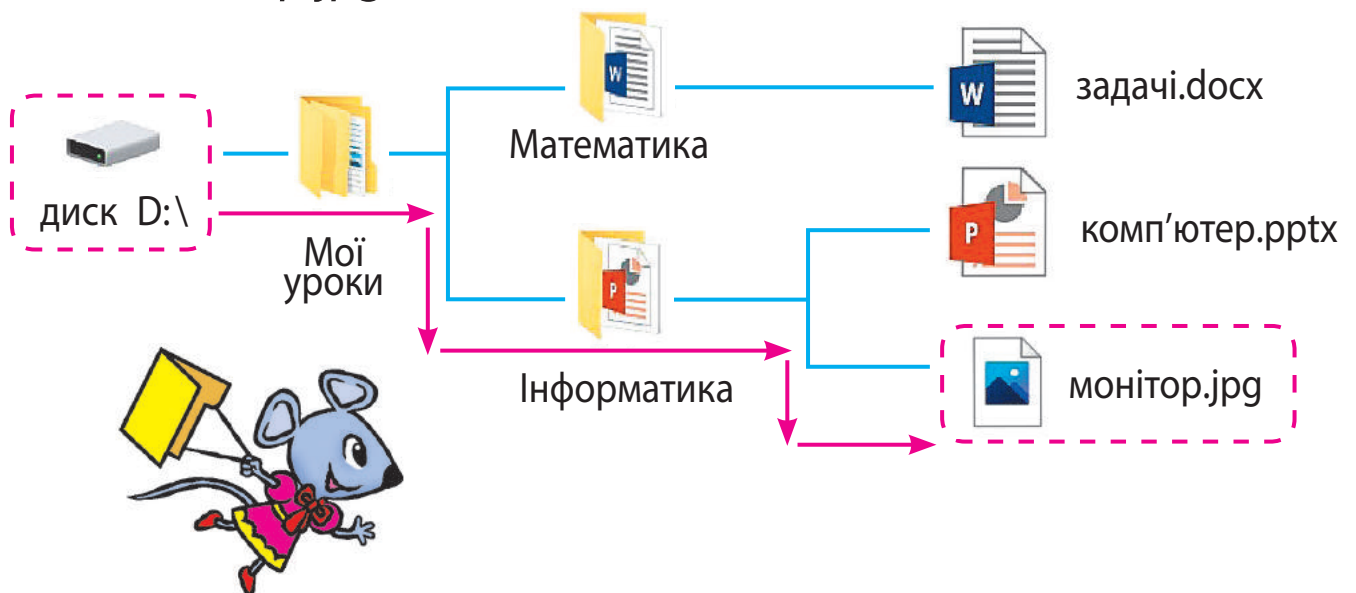 диск D:\
Мої
уроки
Математика
Інформатика
W
задачі.docx
P
комп’ютер.pptx
монітор.jpg
W
P